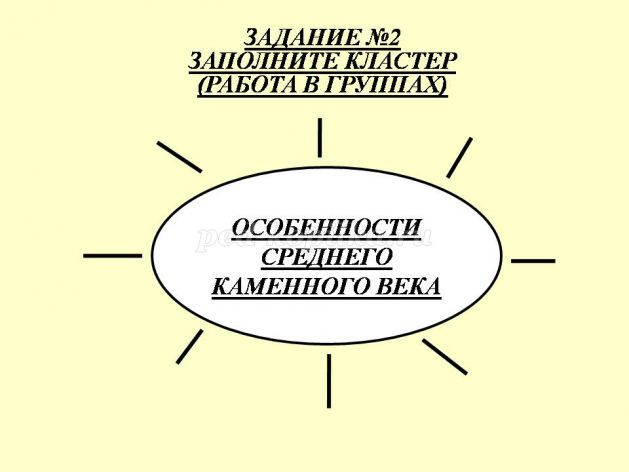 ЗАДАНИЕ №2
ЗАПОЛНИТЕ КЛАСТЕР
(РАБОТА В ГРУППАХ)
ОСОБЕННОСТИ
СРЕДНЕГО
КАМЕННОГО ВЕКА